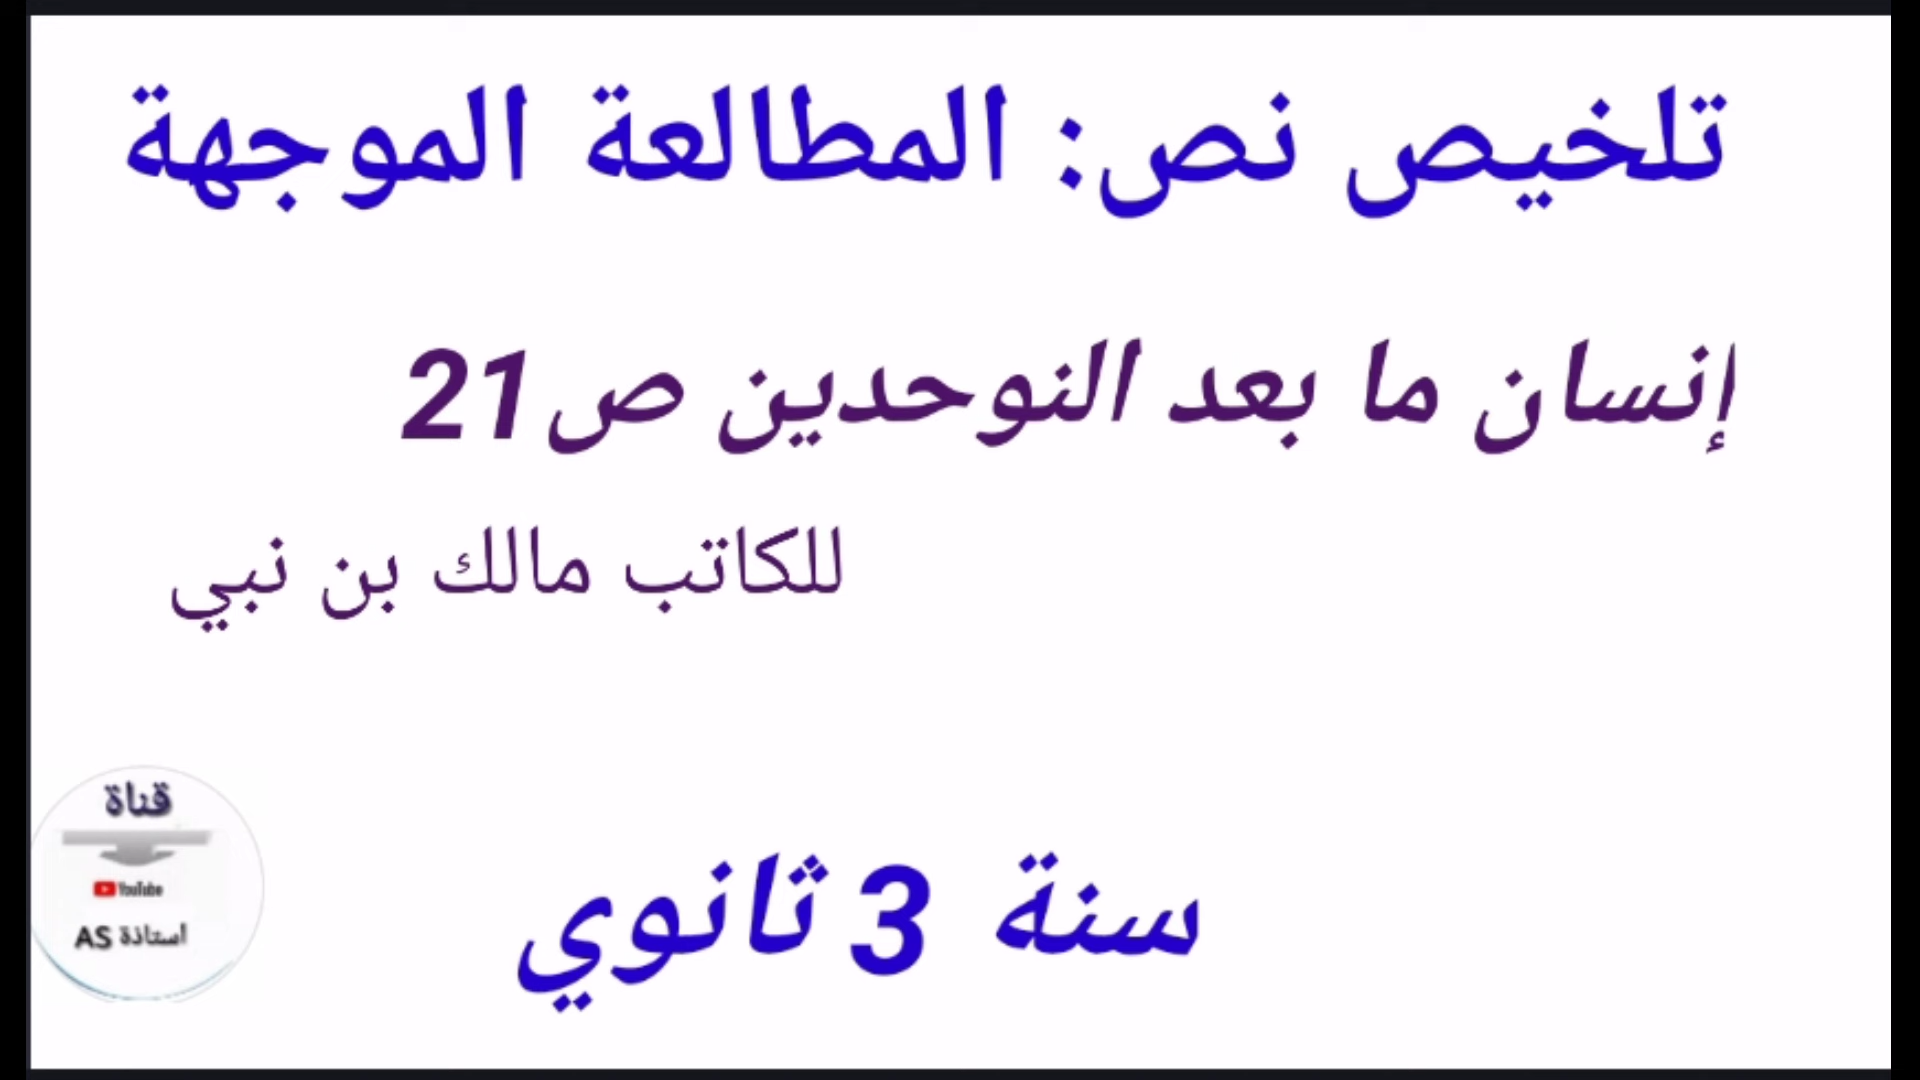 تلخيص نص: المطالعة الموجهة
إنسان ما بعد النوحدين ص21
للكاتب مالك بن نبي
سنة 3 ثانوي
قناة
YouTube
استاذة AS